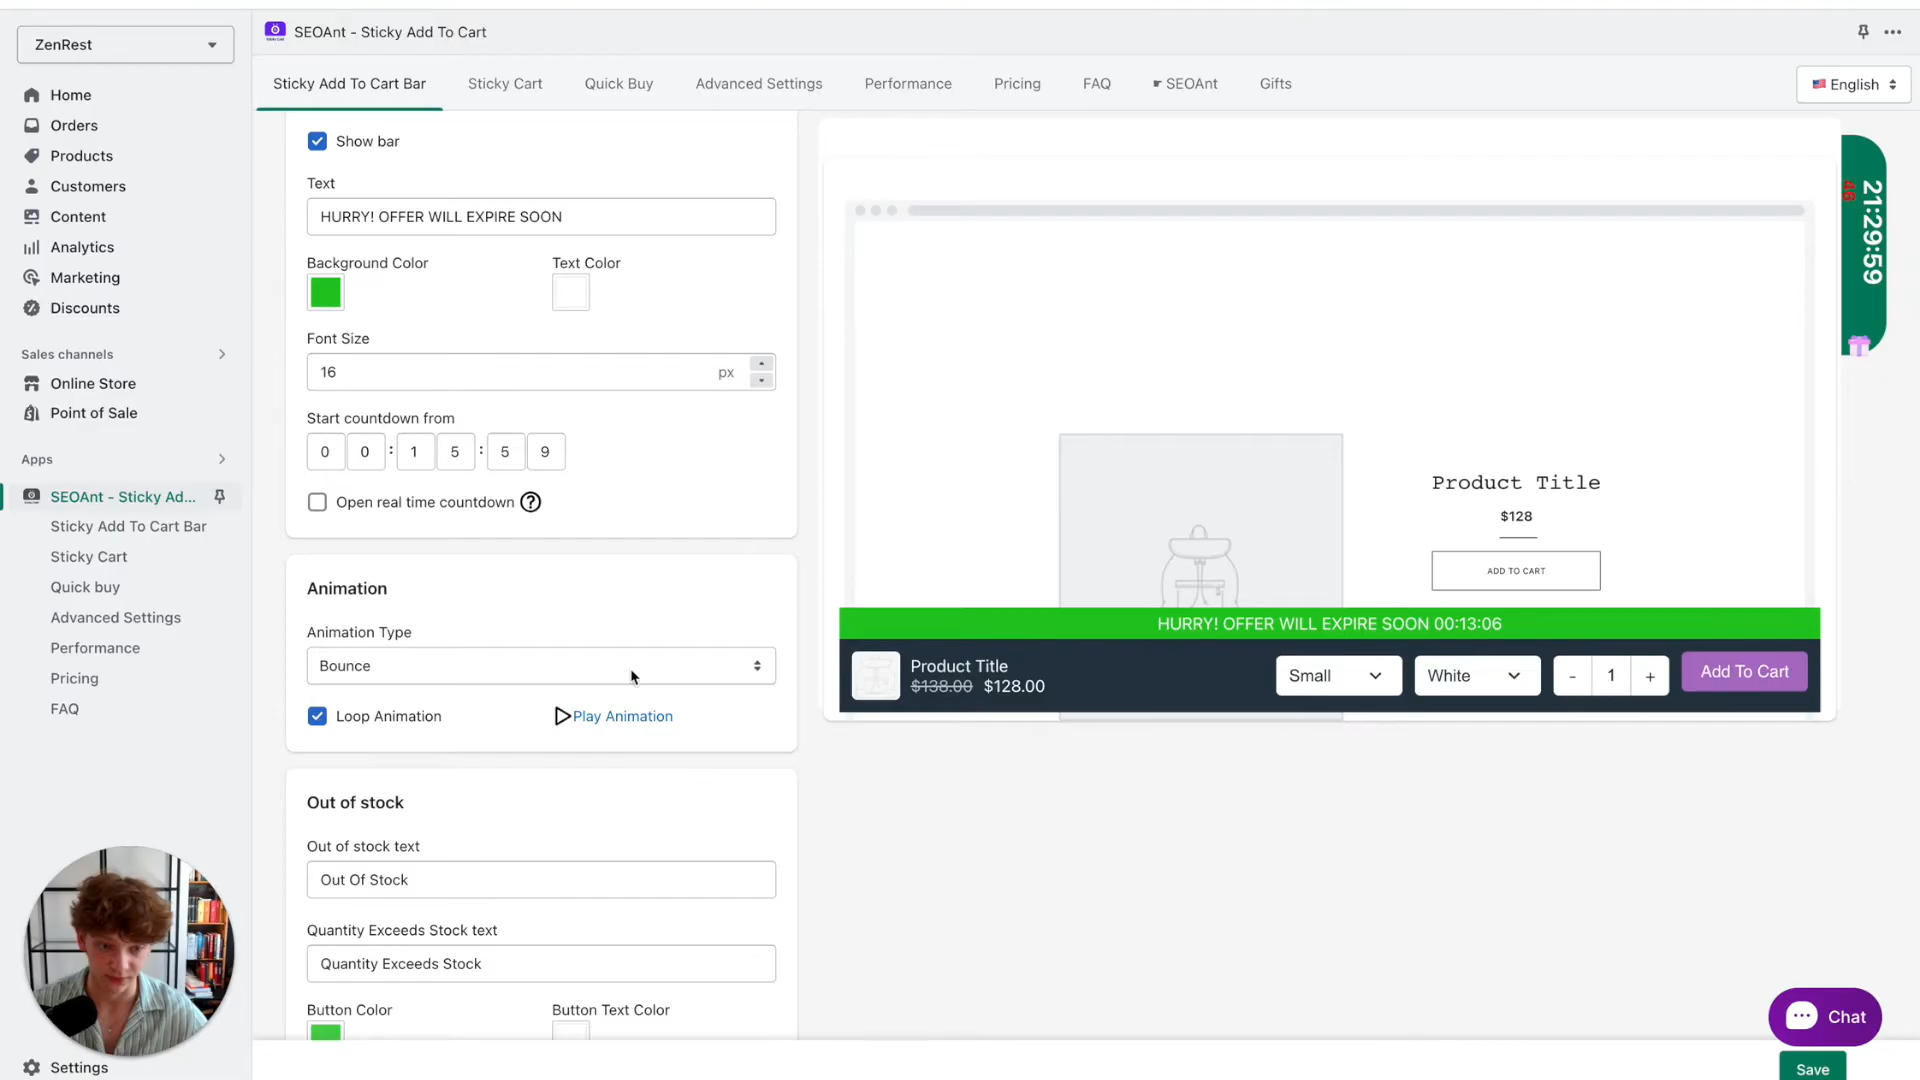 ZenRest
SEOAnt - Sticky Add To Cart
Home
Orders
Products
Customers
Content
Analytics
Marketing
Discounts
Sales channels
Online Store
Point of Sale
Apps
SEOAnt - Sticky Ad...
Sticky Add To Cart Bar
Sticky Cart
Quick buy
Advanced Settings
Performance
Pricing
FAQ
Settings
Sticky Add To Cart Bar Sticky Cart Quick Buy Advanced Settings Performance Pricing FAQ SEOAnt Gifts
English
Show bar
Text
HURRY! OFFER WILL EXPIRE SOON
Background Color Text Color
Font Size
16 px
Start countdown from
0 0 : 1 5 : 5 9
Open real time countdown ?
Animation
Animation Type
Bounce
Loop Animation Play Animation
Out of stock
Out of stock text
Out Of Stock
Quantity Exceeds Stock text
Quantity Exceeds Stock
Button Color Button Text Color
Product Title
$128
ADD TO CART
HURRY! OFFER WILL EXPIRE SOON 00:13:06
Product Title
$138.00 $128.00
Small White - 1 + Add To Cart
21:29:59
46
Chat
Save